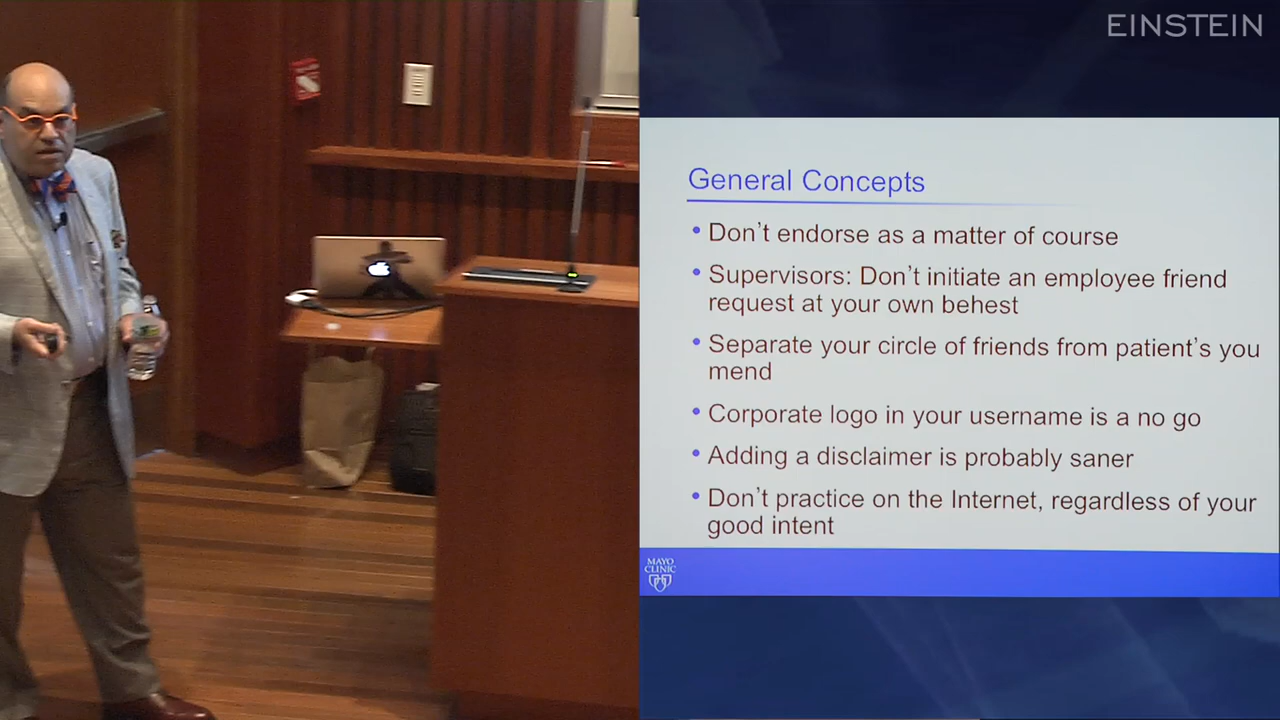 EINSTEIN
General Concepts
• Don't endorse as a matter of course
• Supervisors: Don't initiate an employee friend
request at your own behest
• Separate your circle of friends from patient's you
mend
• Corporate logo in your username is a no go
• Adding a disclaimer is probably saner
• Don't practice on the Internet, regardless of your
good intent
MAYO
CLINIC